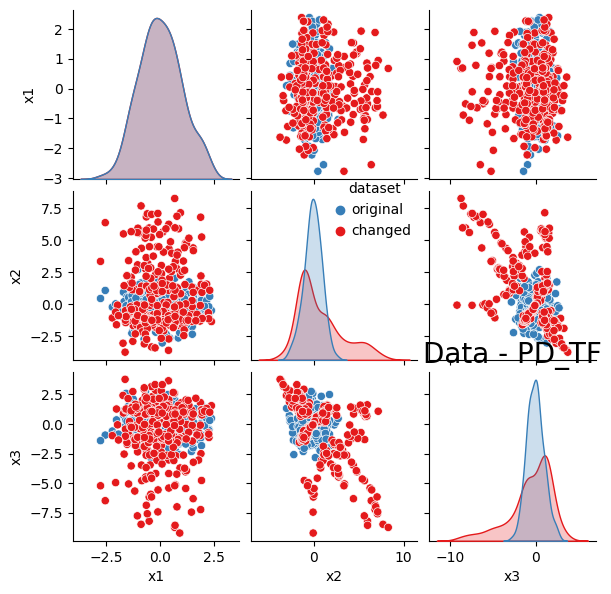 2
1
0
−1
−2
−3
x1
dataset
original
changed
7.5
5.0
2.5
0.0
−2.5
x2
Data - PD_TF
2.5
0.0
−2.5
−5.0
−7.5
x3
−2.5 0.0 2.5
0 10
−10 0
x1 x2 x3